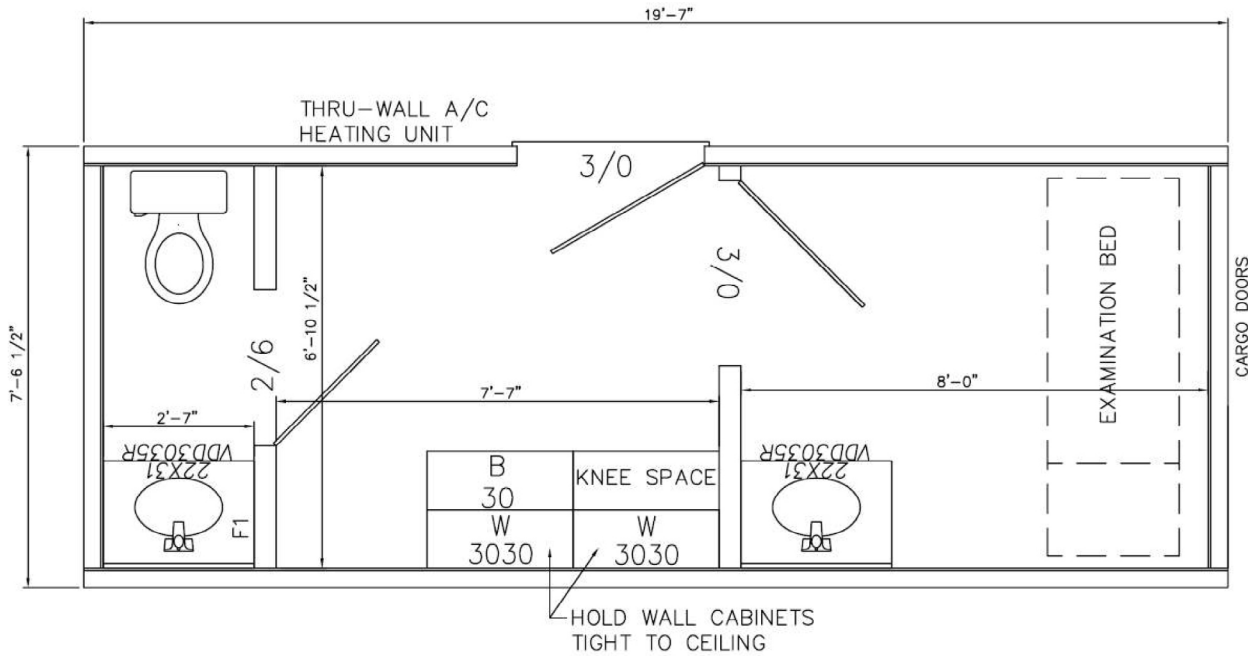 19'-7"
THRU-WALL A/C
HEATING UNIT
3/0
3/0
7'-6 1/2"
6'-10 1/2"
2/6
EXAMINATION BED
CARGO DOORS
7'-7"
8'-0"
2'-7"
VDD3035R
22X31
F1
B
30
KNEE SPACE
W
3030
W
3030
VDD3035R
22X31
HOLD WALL CABINETS
TIGHT TO CEILING